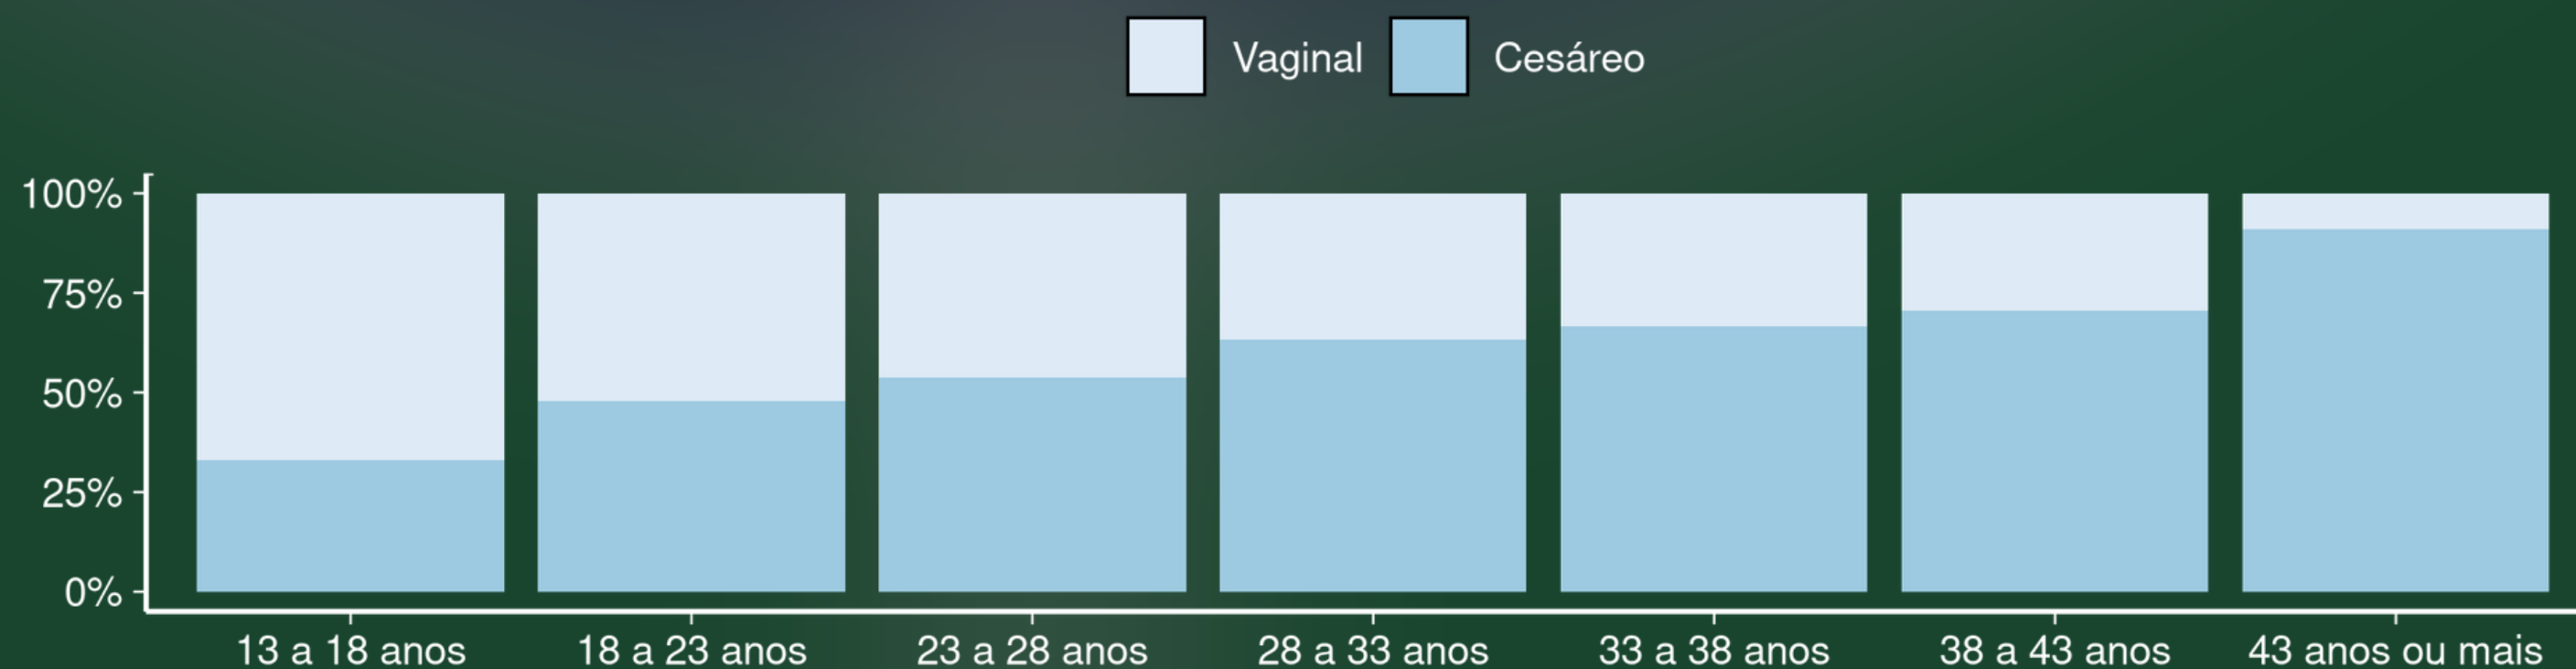 Vaginal Cesáreo
100%
75%
50%
25%
0%
13 a 18 anos 18 a 23 anos 23 a 28 anos 28 a 33 anos 33 a 38 anos 38 a 43 anos 43 anos ou mais